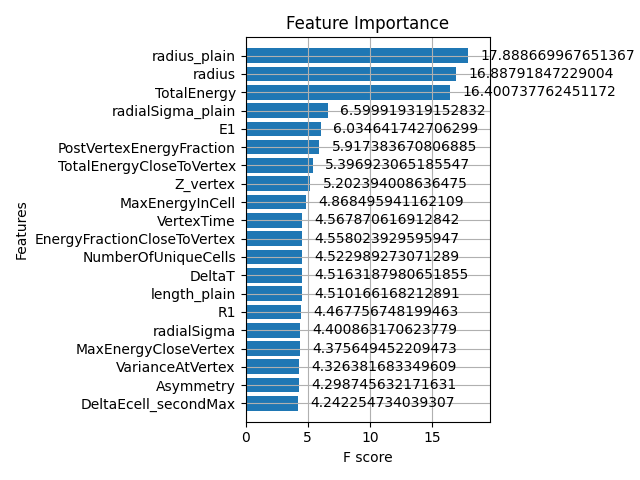 Feature Importance
Features
radius_plain 17.888669967651367
radius 16.88791847229004
TotalEnergy 16.400737762451172
radialSigma_plain 6.599919319152832
E1 6.034641742706299
PostVertexEnergyFraction 5.917383670806885
TotalEnergyCloseToVertex 5.396923065185547
Z_vertex 5.202394008636475
MaxEnergyInCell 4.868495941162109
VertexTime 4.567870616912842
EnergyFractionCloseToVertex 4.558023929595947
NumberOfUniqueCells 4.522989273071289
DeltaT 4.5163187980651855
length_plain 4.510166168212891
R1 4.467756748199463
radialSigma 4.400863170623779
MaxEnergyCloseVertex 4.375649452209473
VarianceAtVertex 4.326381683349609
Asymmetry 4.298745632171631
DeltaEcell_secondMax 4.242254734039307
0 5 10 15
F score